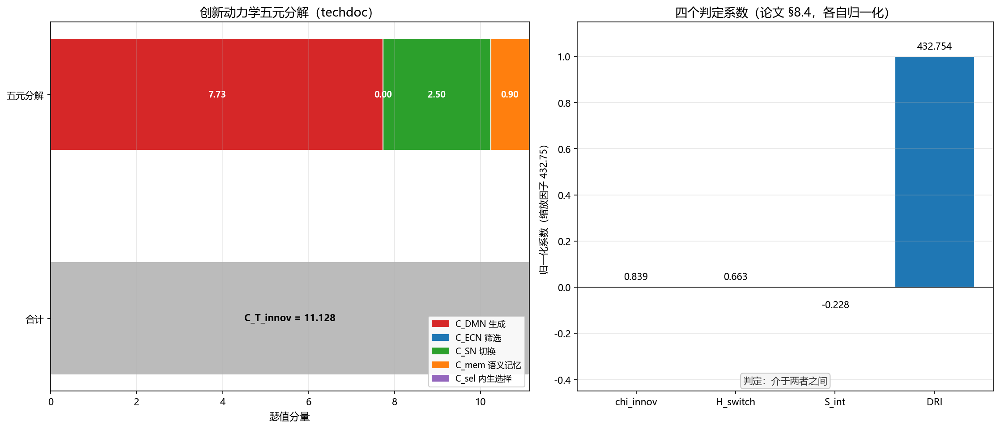 创新动力学五元分解（techdoc）
五元分解
7.73
0.00
2.50
0.90
合计
C_T_innov = 11.128
C_DMN 生成
C_ECN 筛选
C_SN 切换
C_mem 语义记忆
C_sel 内生选择
0
2
4
6
8
10
瑟值分量
四个判定系数（论文 §8.4，各自归一化）
归一化系数（缩放因子 432.75）
1.0
0.8
0.6
0.4
0.2
0.0
-0.2
-0.4
0.839
0.663
-0.228
432.754
判定：介于两者之间
chi_innov
H_switch
S_int
DRI